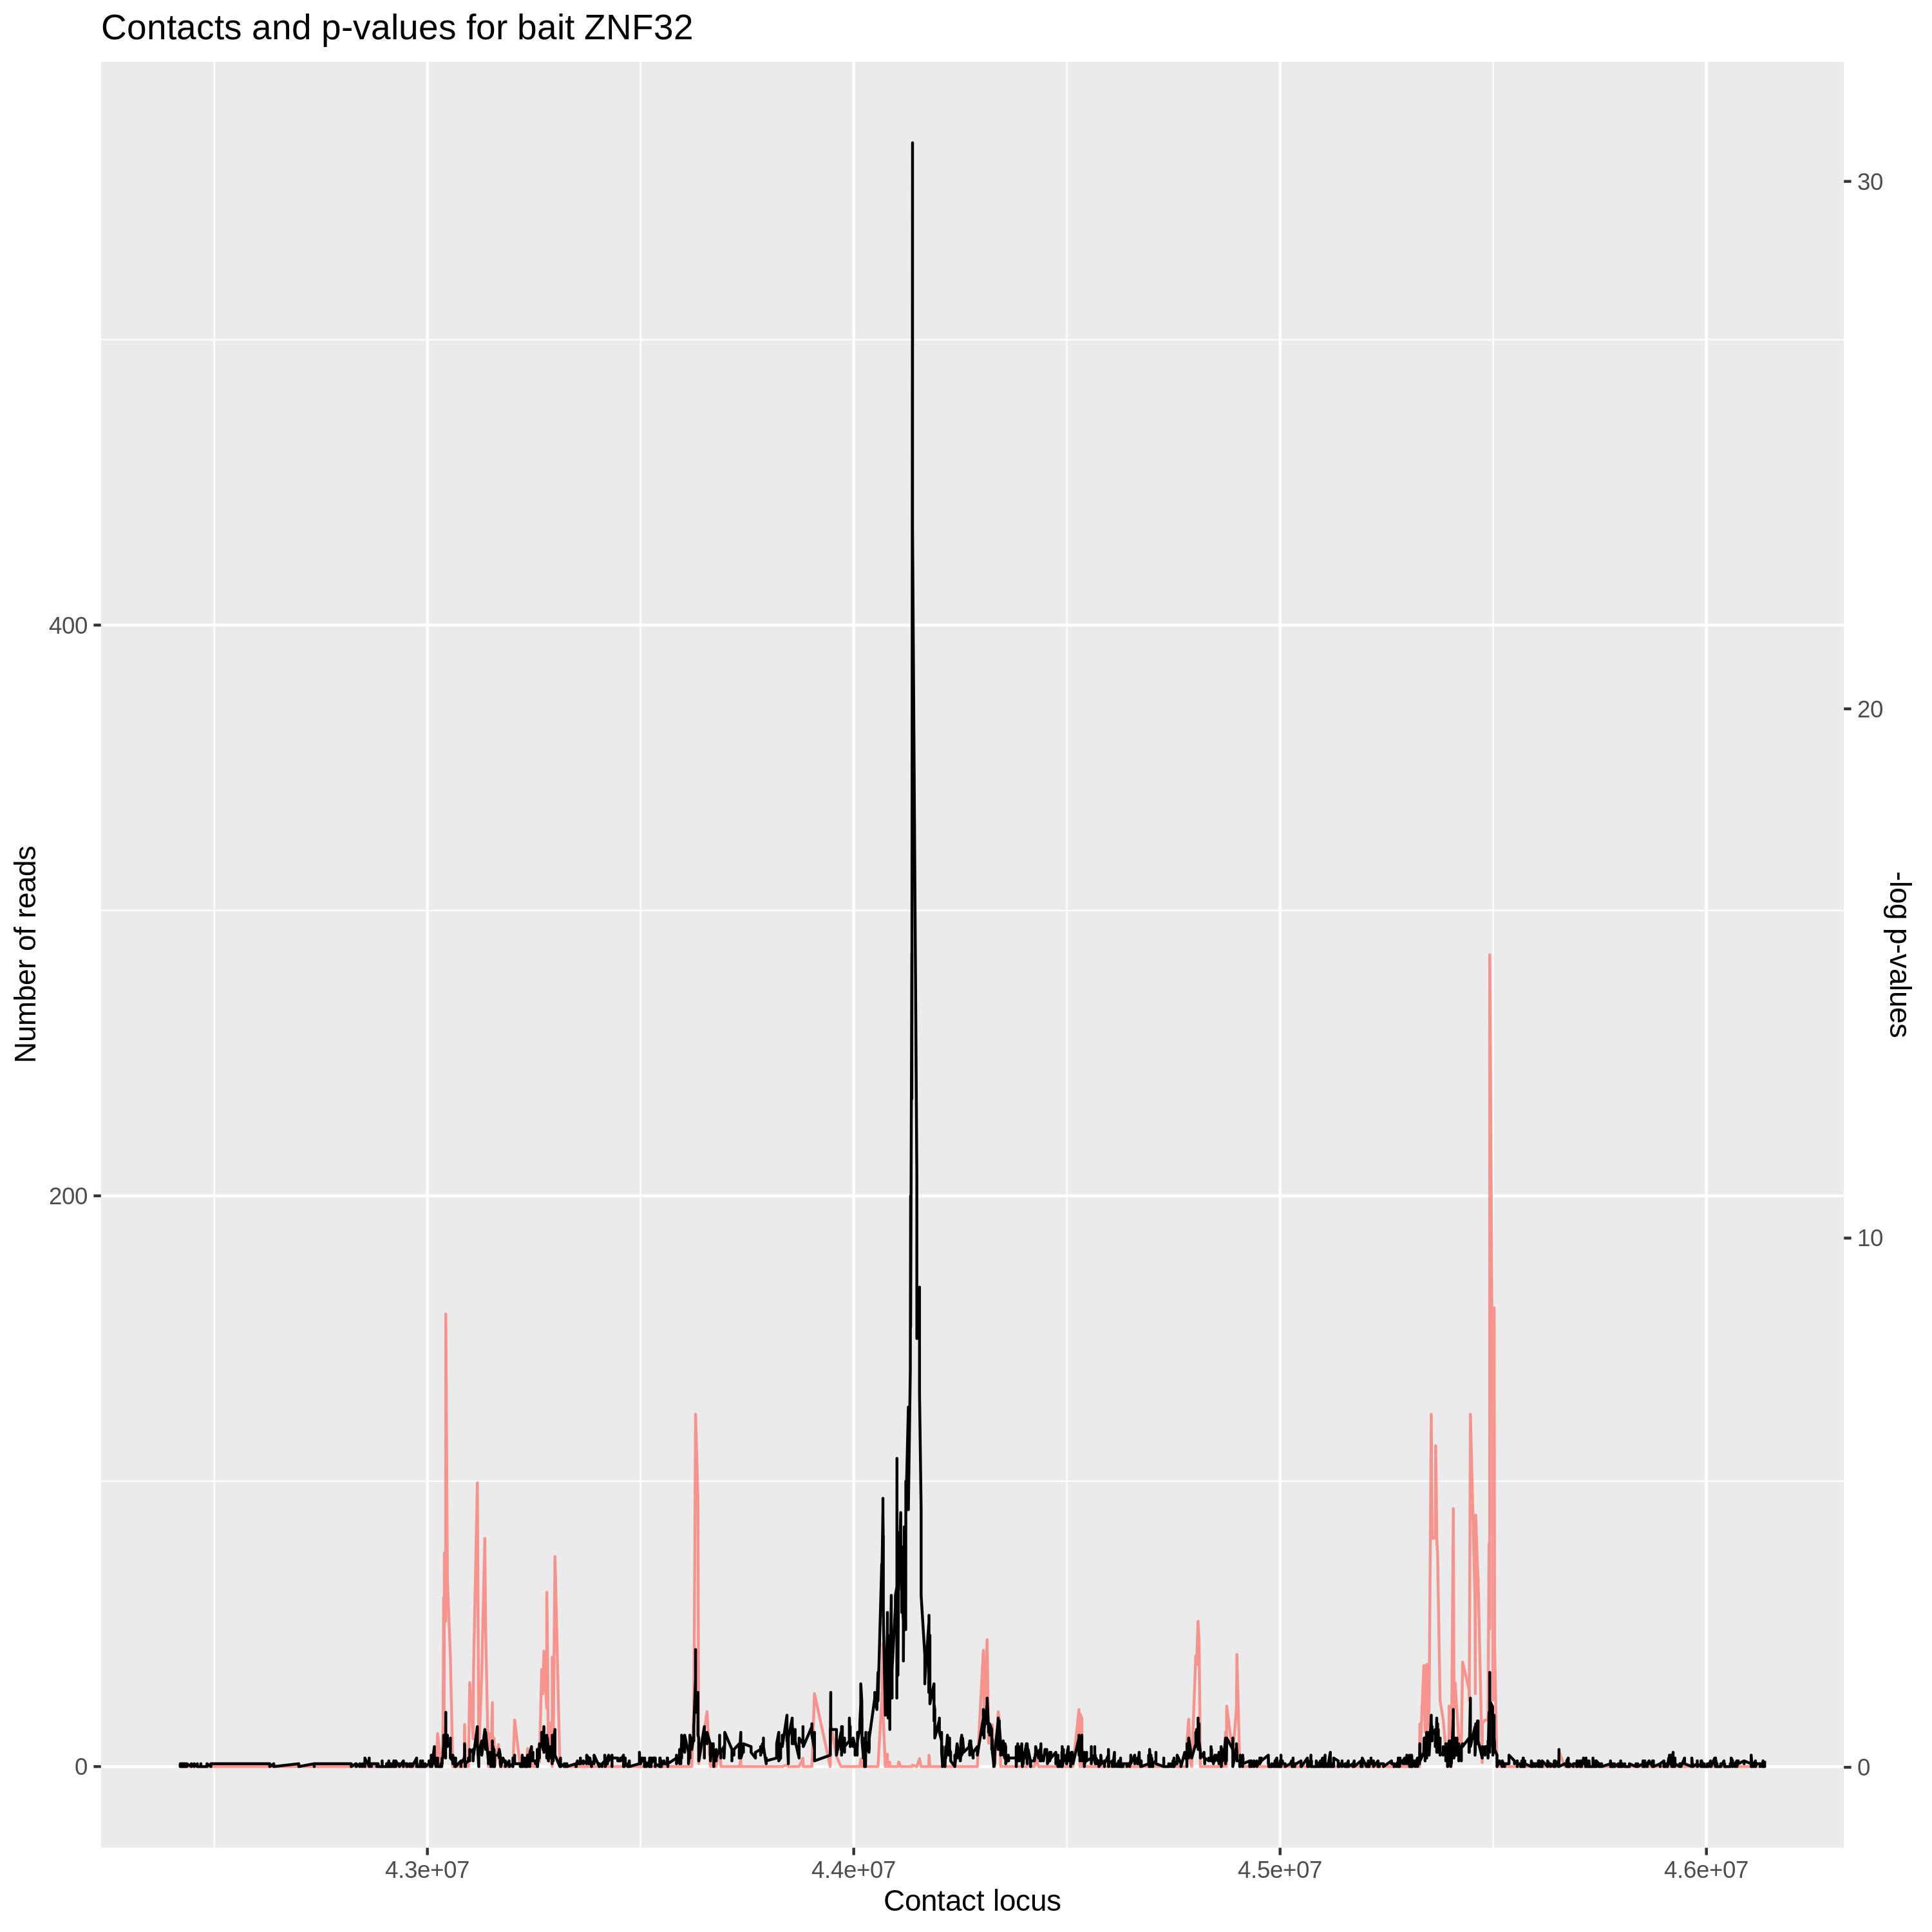 Contacts and p-values for bait ZNF32
Number of reads
400
200
0
30
20
10
0
-log p-values
4.3e+07
4.4e+07
4.5e+07
4.6e+07
Contact locus